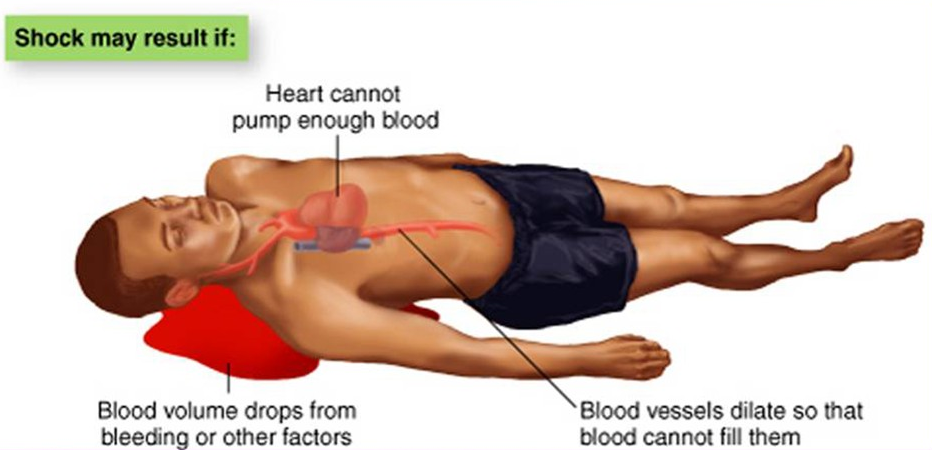 Shock may result if:
Heart cannot
pump enough blood
Blood volume drops from
bleeding or other factors
Blood vessels dilate so that
blood cannot fill them